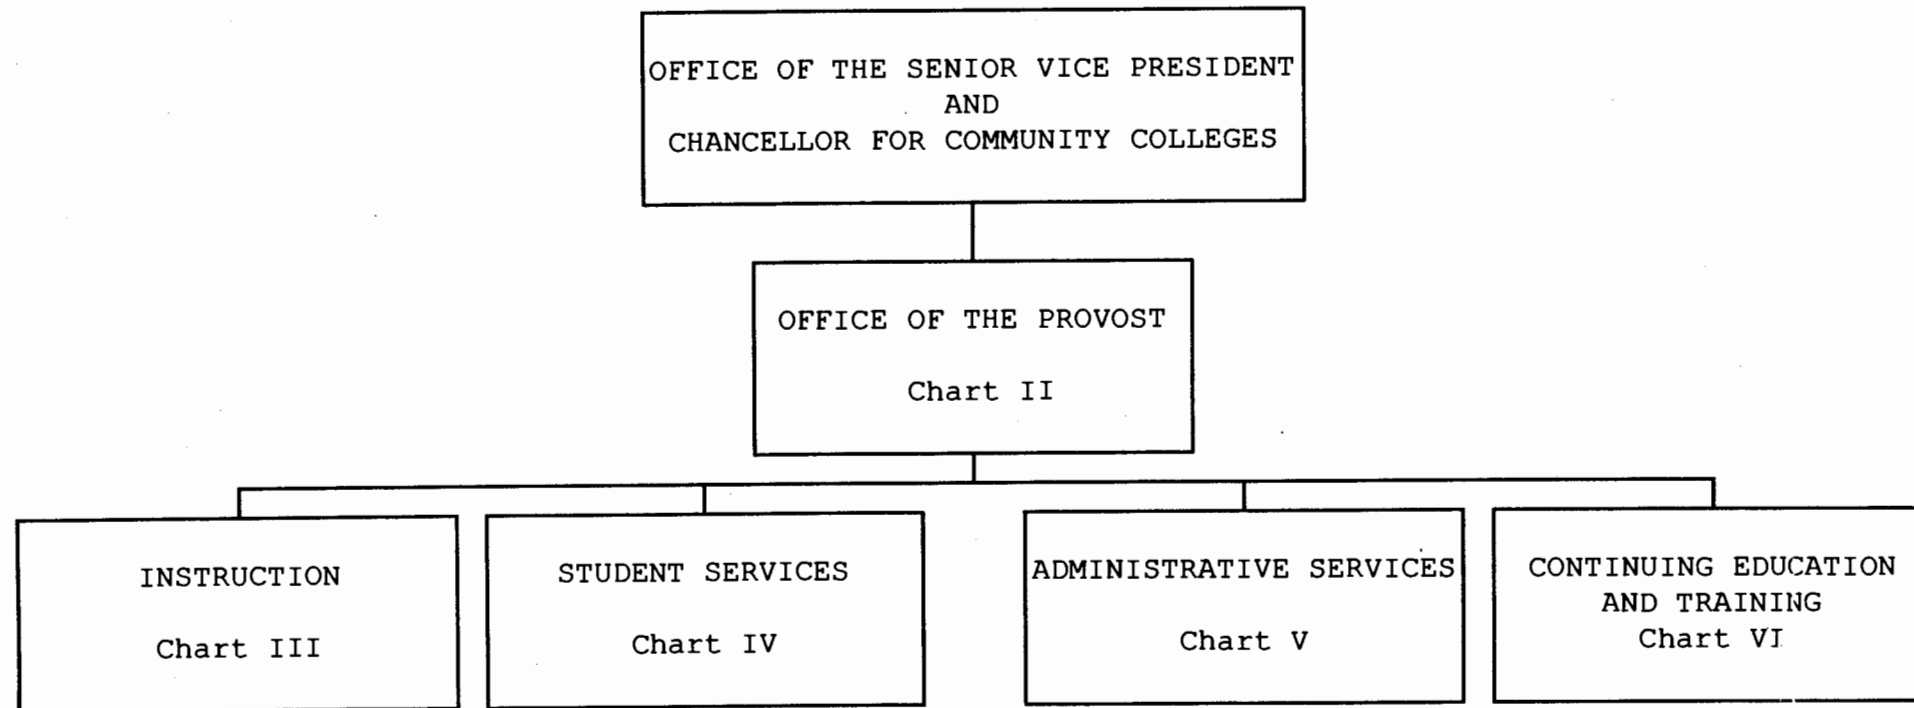 OFFICE OF THE SENIOR VICE PRESIDENT
AND
CHANCELLOR FOR COMMUNITY COLLEGES
OFFICE OF THE PROVOST
Chart II
INSTRUCTION
Chart III
STUDENT SERVICES
Chart IV
ADMINISTRATIVE SERVICES
Chart V
CONTINUING EDUCATION
AND TRAINING
Chart VI